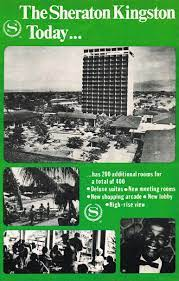 The Sheraton Kingston
Today...
S
...has 200 additional rooms for
a total of 400
• Deluxe suites • New meeting rooms
• New shopping arcade • New lobby
• High-rise view
S